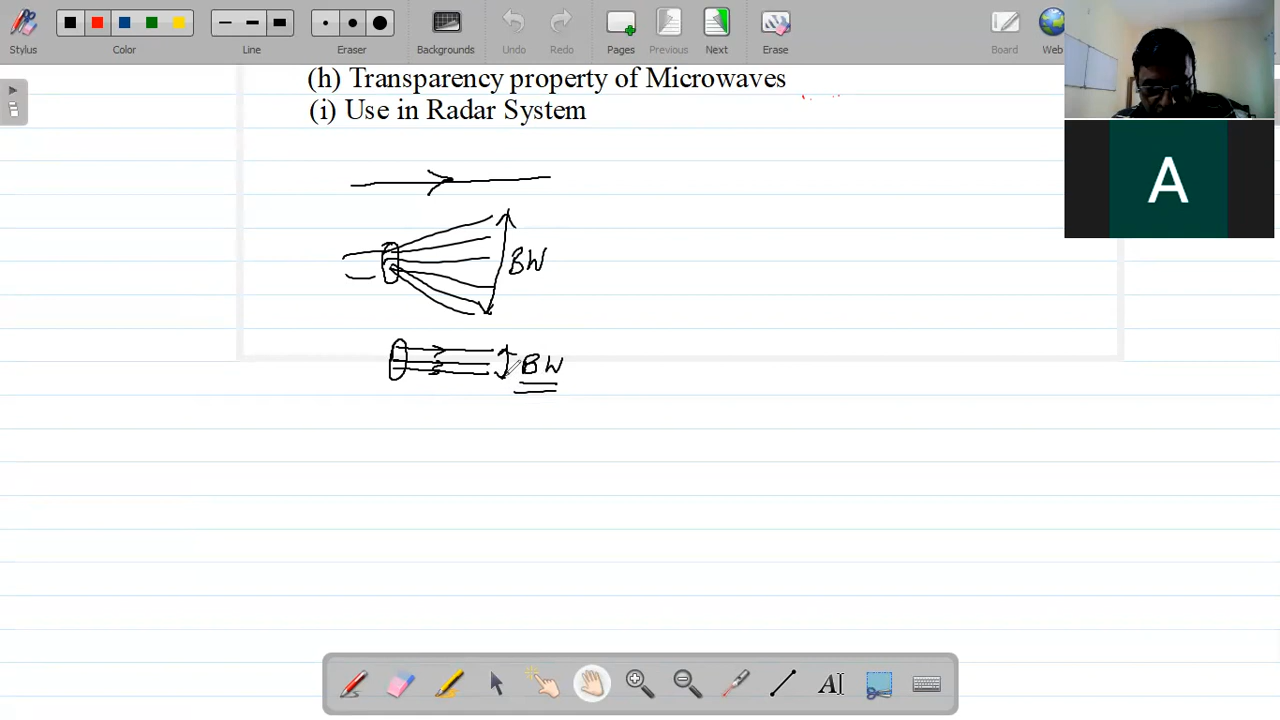 Stylus
Color
Line
Eraser
Backgrounds
Undo
Redo
Pages
Previous
Next
Erase
Board
Web
(h) Transparency property of Microwaves
(i) Use in Radar System
A
BW
BW
AI